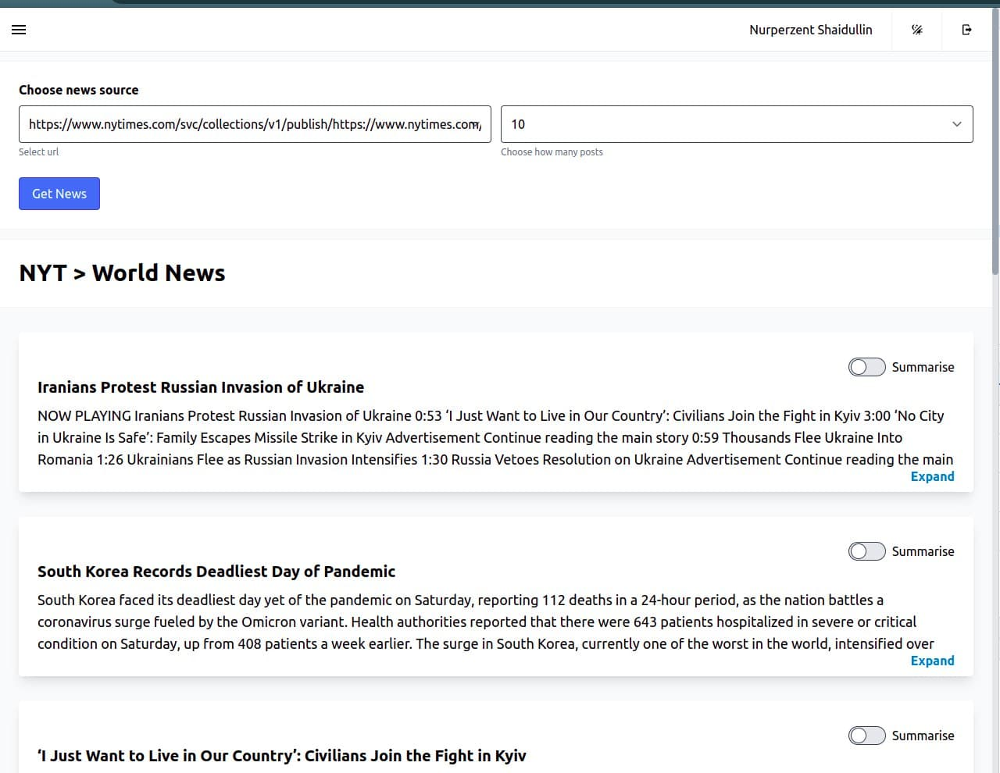 Nurperzent Shaidullin
Choose news source
https://www.nytimes.com/svc/collections/v1/publish/https://www.nytimes.com/
10
Select url
Choose how many posts
Get News
NYT > World News
Summarise
Iranians Protest Russian Invasion of Ukraine
NOW PLAYING Iranians Protest Russian Invasion of Ukraine 0:53 ‘I Just Want to Live in Our Country’: Civilians Join the Fight in Kyiv 3:00 ‘No City
in Ukraine Is Safe’: Family Escapes Missile Strike in Kyiv Advertisement Continue reading the main story 0:59 Thousands Flee Ukraine Into
Romania 1:26 Ukrainians Flee as Russian Invasion Intensifies 1:30 Russia Vetoes Resolution on Ukraine Advertisement Continue reading the main
Expand
Summarise
South Korea Records Deadliest Day of Pandemic
South Korea faced its deadliest day yet of the pandemic on Saturday, reporting 112 deaths in a 24-hour period, as the nation battles a
coronavirus surge fueled by the Omicron variant. Health authorities reported that there were 643 patients hospitalized in severe or critical
condition on Saturday, up from 408 patients a week earlier. The surge in South Korea, currently one of the worst in the world, intensified over
Expand
Summarise
‘I Just Want to Live in Our Country’: Civilians Join the Fight in Kyiv